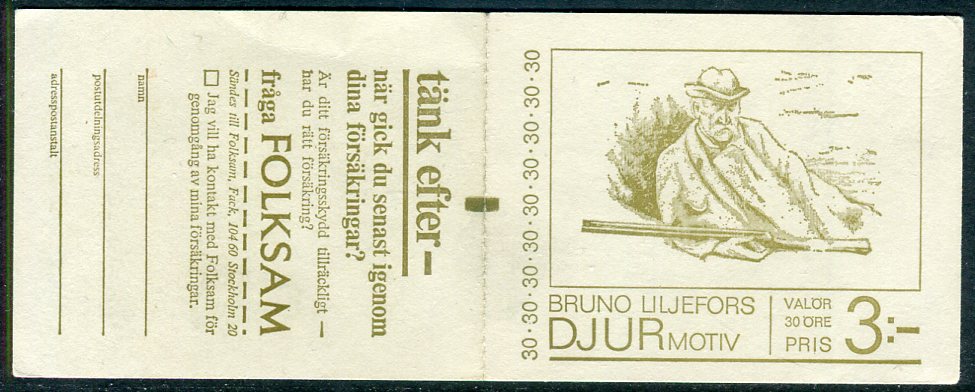 tänk efter–
när gick du senast igenom
dina försäkringar?
Är ditt försäkringsskydd tillräckligt –
har du rätt försäkring?
fråga FOLKSAM
Sändes till Folksam, Fack, 104 60 Stockholm 20
☐ Jag vill ha kontakt med Folksam för
genomgång av mina försäkringar.
namn
postutdelningsadress
adresspostanstalt
30·30·30·30·30·30·30·30·30·30
BRUNO LILJEFORS
DJURMOTIV
VALÖR
30 ÖRE
PRIS
3:–